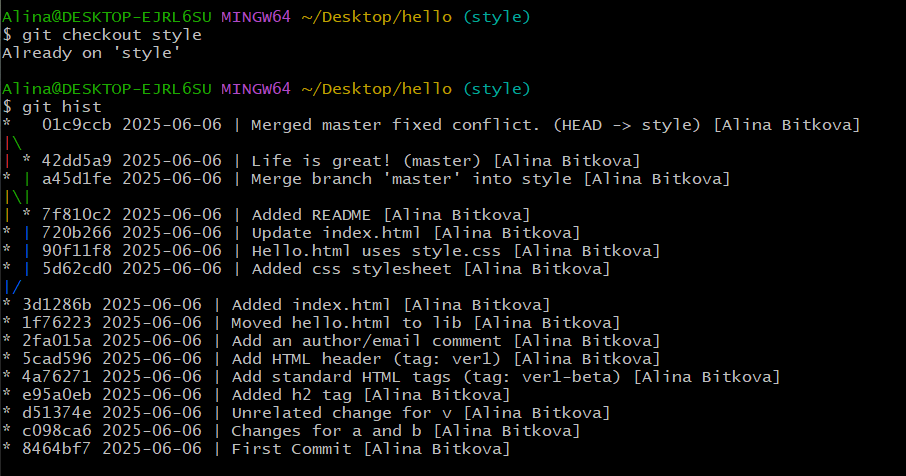 Alina@DESKTOP-EJRL6SU MINGW64 ~/Desktop/hello (style)
$ git checkout style
Already on 'style'
Alina@DESKTOP-EJRL6SU MINGW64 ~/Desktop/hello (style)
$ git hist
*   01c9ccb 2025-06-06 | Merged master fixed conflict. (HEAD -> style) [Alina Bitkova]
|\
| * 42dd5a9 2025-06-06 | Life is great! (master) [Alina Bitkova]
* | a45d1fe 2025-06-06 | Merge branch 'master' into style [Alina Bitkova]
|\|
| * 7f810c2 2025-06-06 | Added README [Alina Bitkova]
* | 720b266 2025-06-06 | Update index.html [Alina Bitkova]
* | 90f11f8 2025-06-06 | Hello.html uses style.css [Alina Bitkova]
* | 5d62cd0 2025-06-06 | Added css stylesheet [Alina Bitkova]
|/
* 3d1286b 2025-06-06 | Added index.html [Alina Bitkova]
* 1f76223 2025-06-06 | Moved hello.html to lib [Alina Bitkova]
* 2fa015a 2025-06-06 | Add an author/email comment [Alina Bitkova]
* 5cad596 2025-06-06 | Add HTML header (tag: ver1) [Alina Bitkova]
* 4a76271 2025-06-06 | Add standard HTML tags (tag: ver1-beta) [Alina Bitkova]
* e95a0eb 2025-06-06 | Added h2 tag [Alina Bitkova]
* d51374e 2025-06-06 | Unrelated change for v [Alina Bitkova]
* c098ca6 2025-06-06 | Changes for a and b [Alina Bitkova]
* 8464bf7 2025-06-06 | First Commit [Alina Bitkova]